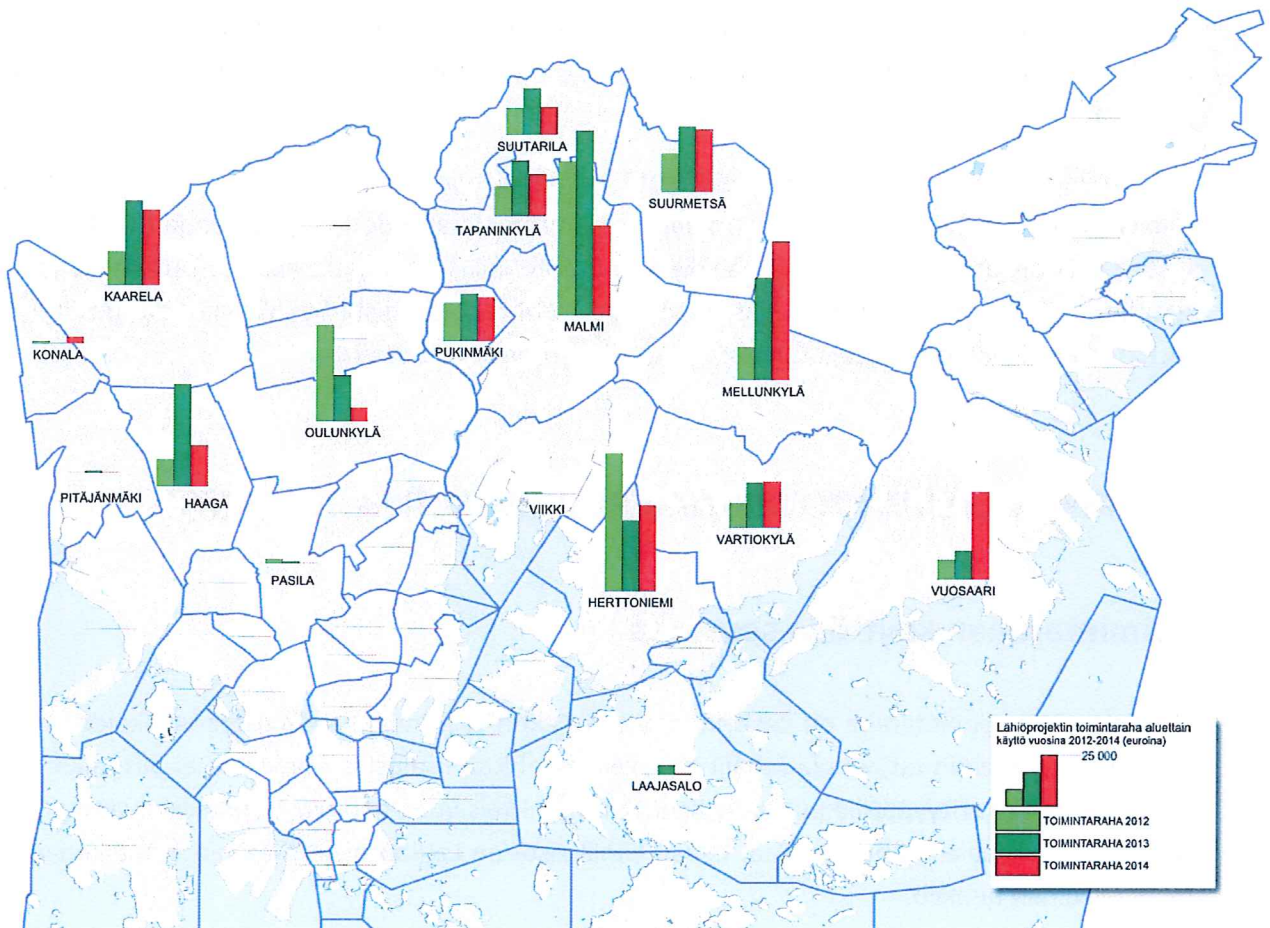 SUUTARILA
SUURMETSÄ
TAPANINKYLÄ
KAARELA
MALMI
KONALA
PUKINMÄKI
MELLUNKYLÄ
OULUNKYLÄ
PITÄJÄNMÄKI
HAAGA
VIIKKI
VARTIOKYLÄ
PASILA
HERTTONIEMI
VUOSAARI
LAAJASALO
Lähiöprojektin toimintaraha alueittain
käyttö vuosina 2012-2014 (euroina)
25 000
TOIMINTARAHA 2012
TOIMINTARAHA 2013
TOIMINTARAHA 2014